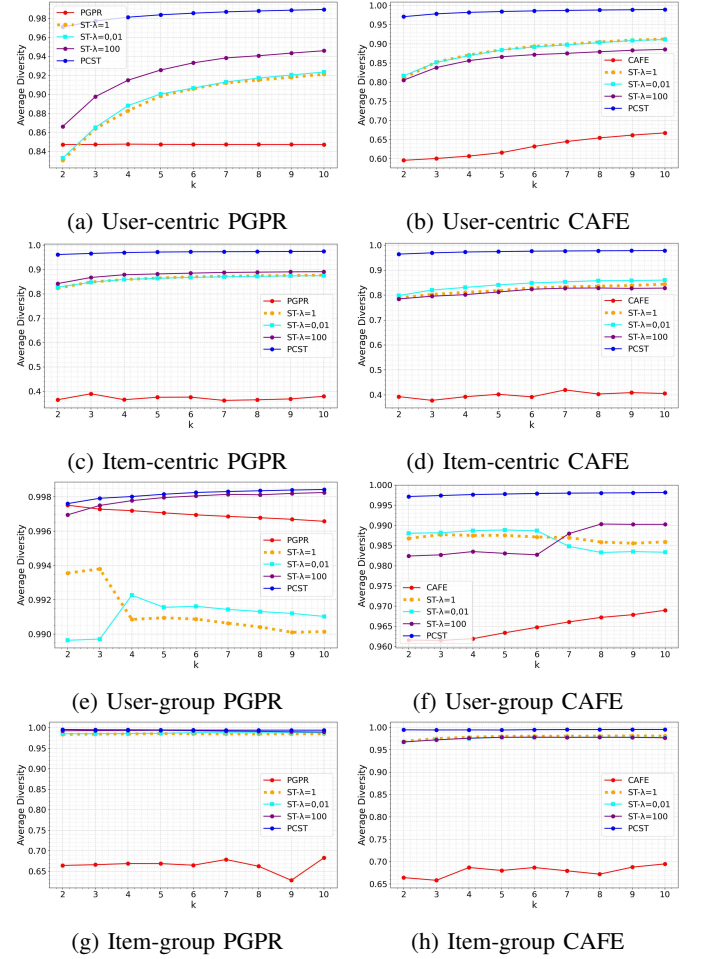 0.98
0.96
0.94
0.92
0.90
0.88
0.86
0.84
Average Diversity
PGPR
ST-λ=1
ST-λ=0,01
ST-λ=100
PCST
2 3 4 5 6 7 8 9 10
k
(a) User-centric PGPR
1.00
0.95
0.90
0.85
0.80
0.75
0.70
0.65
0.60
Average Diversity
CAFE
ST-λ=1
ST-λ=0,01
ST-λ=100
PCST
2 3 4 5 6 7 8 9 10
k
(b) User-centric CAFE
1.0
0.9
0.8
0.7
0.6
0.5
0.4
Average Diversity
PGPR
ST-λ=1
ST-λ=0,01
ST-λ=100
PCST
2 3 4 5 6 7 8 9 10
k
(c) Item-centric PGPR
1.0
0.9
0.8
0.7
0.6
0.5
0.4
Average Diversity
CAFE
ST-λ=1
ST-λ=0,01
ST-λ=100
PCST
2 3 4 5 6 7 8 9 10
k
(d) Item-centric CAFE
0.998
0.996
0.994
0.992
0.990
Average Diversity
PGPR
ST-λ=1
ST-λ=0,01
ST-λ=100
PCST
2 3 4 5 6 7 8 9 10
k
(e) User-group PGPR
1.000
0.995
0.990
0.985
0.980
0.975
0.970
0.965
0.960
Average Diversity
CAFE
ST-λ=1
ST-λ=0,01
ST-λ=100
PCST
2 3 4 5 6 7 8 9 10
k
(f) User-group CAFE
1.00
0.95
0.90
0.85
0.80
0.75
0.70
0.65
Average Diversity
PGPR
ST-λ=1
ST-λ=0,01
ST-λ=100
PCST
2 3 4 5 6 7 8 9 10
k
(g) Item-group PGPR
1.00
0.95
0.90
0.85
0.80
0.75
0.70
0.65
Average Diversity
CAFE
ST-λ=1
ST-λ=0,01
ST-λ=100
PCST
2 3 4 5 6 7 8 9 10
k
(h) Item-group CAFE